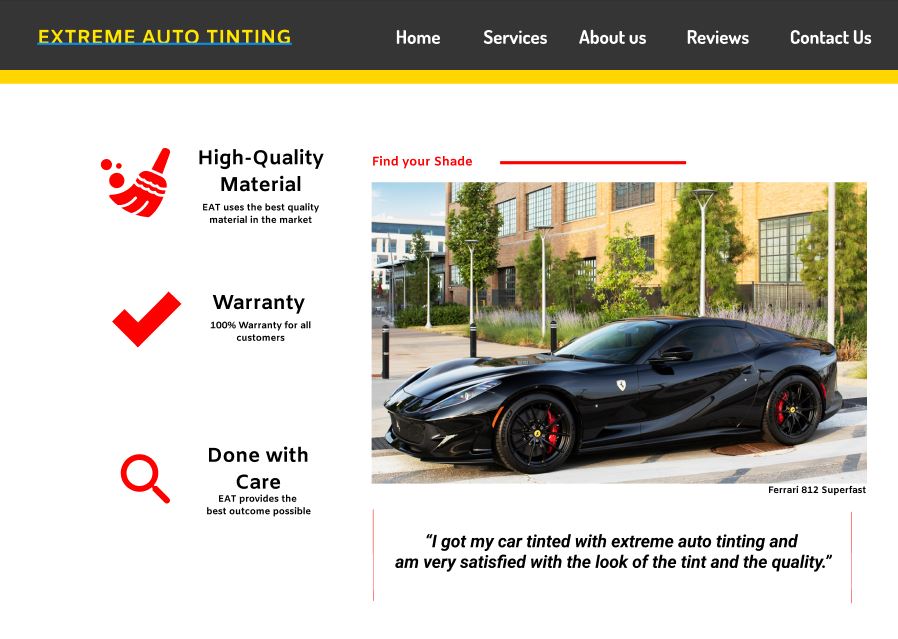 EXTREME AUTO TINTING
Home
Services
About us
Reviews
Contact Us
High-Quality
Material
EAT uses the best quality
material in the market
Warranty
100% Warranty for all
customers
Done with
Care
EAT provides the
best outcome possible
Find your Shade
Ferrari 812 Superfast
“I got my car tinted with extreme auto tinting and
am very satisfied with the look of the tint and the quality.”